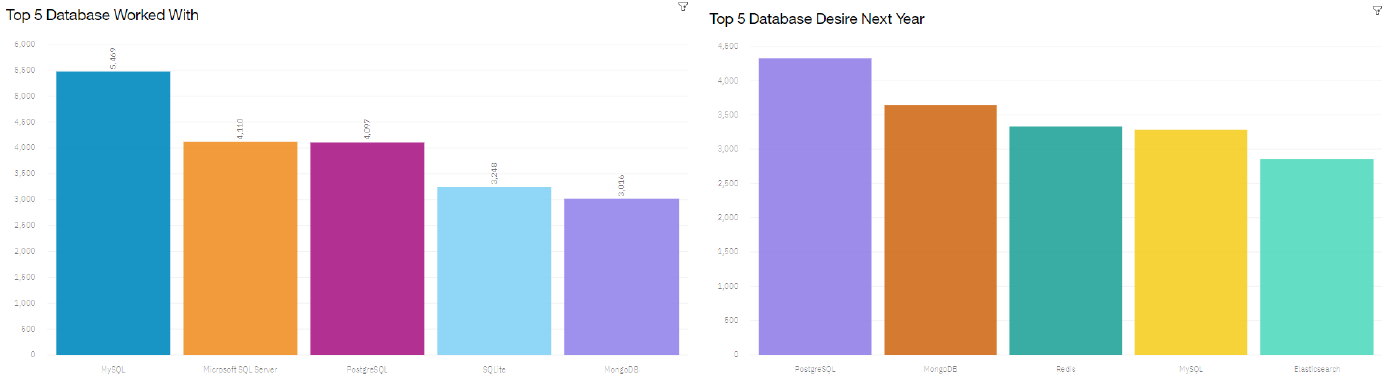 Top 5 Database Worked With
6,000
5,500
5,000
4,500
4,000
3,500
3,000
2,500
2,000
1,500
1,000
500
0
5,469
4,110
4,097
3,248
3,016
MySQL
Microsoft SQL Server
PostgreSQL
SQLite
MongoDB
Top 5 Database Desire Next Year
4,500
4,000
3,500
3,000
2,500
2,000
1,500
1,000
500
0
PostgreSQL
MongoDB
Redis
MySQL
Elasticsearch